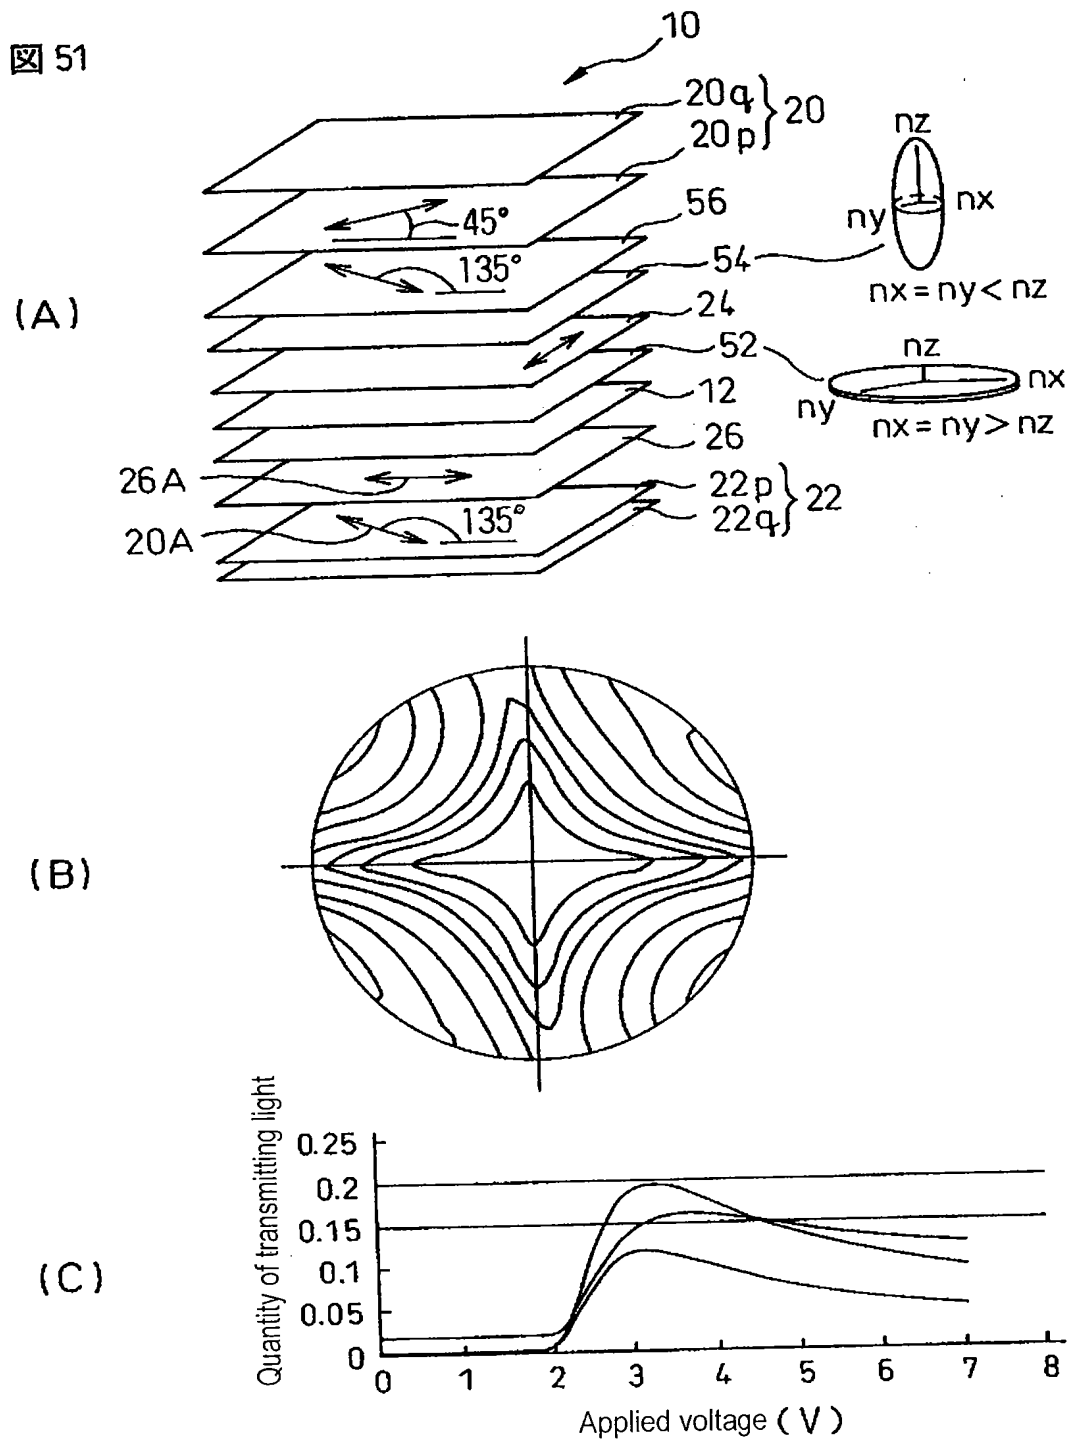 図 51
10
20q } 20
20p
45°
56
135°
54
(A)
24
52
12
26
26A
22p } 22
22q
135°
20A
nz
nx
ny
nx = ny < nz
nz
nx
ny
nx = ny > nz
(B)
(C)
Quantity of transmitting light
0.25
0.2
0.15
0.1
0.05
0
0 1 2 3 4 5 6 7 8
Applied voltage (V)